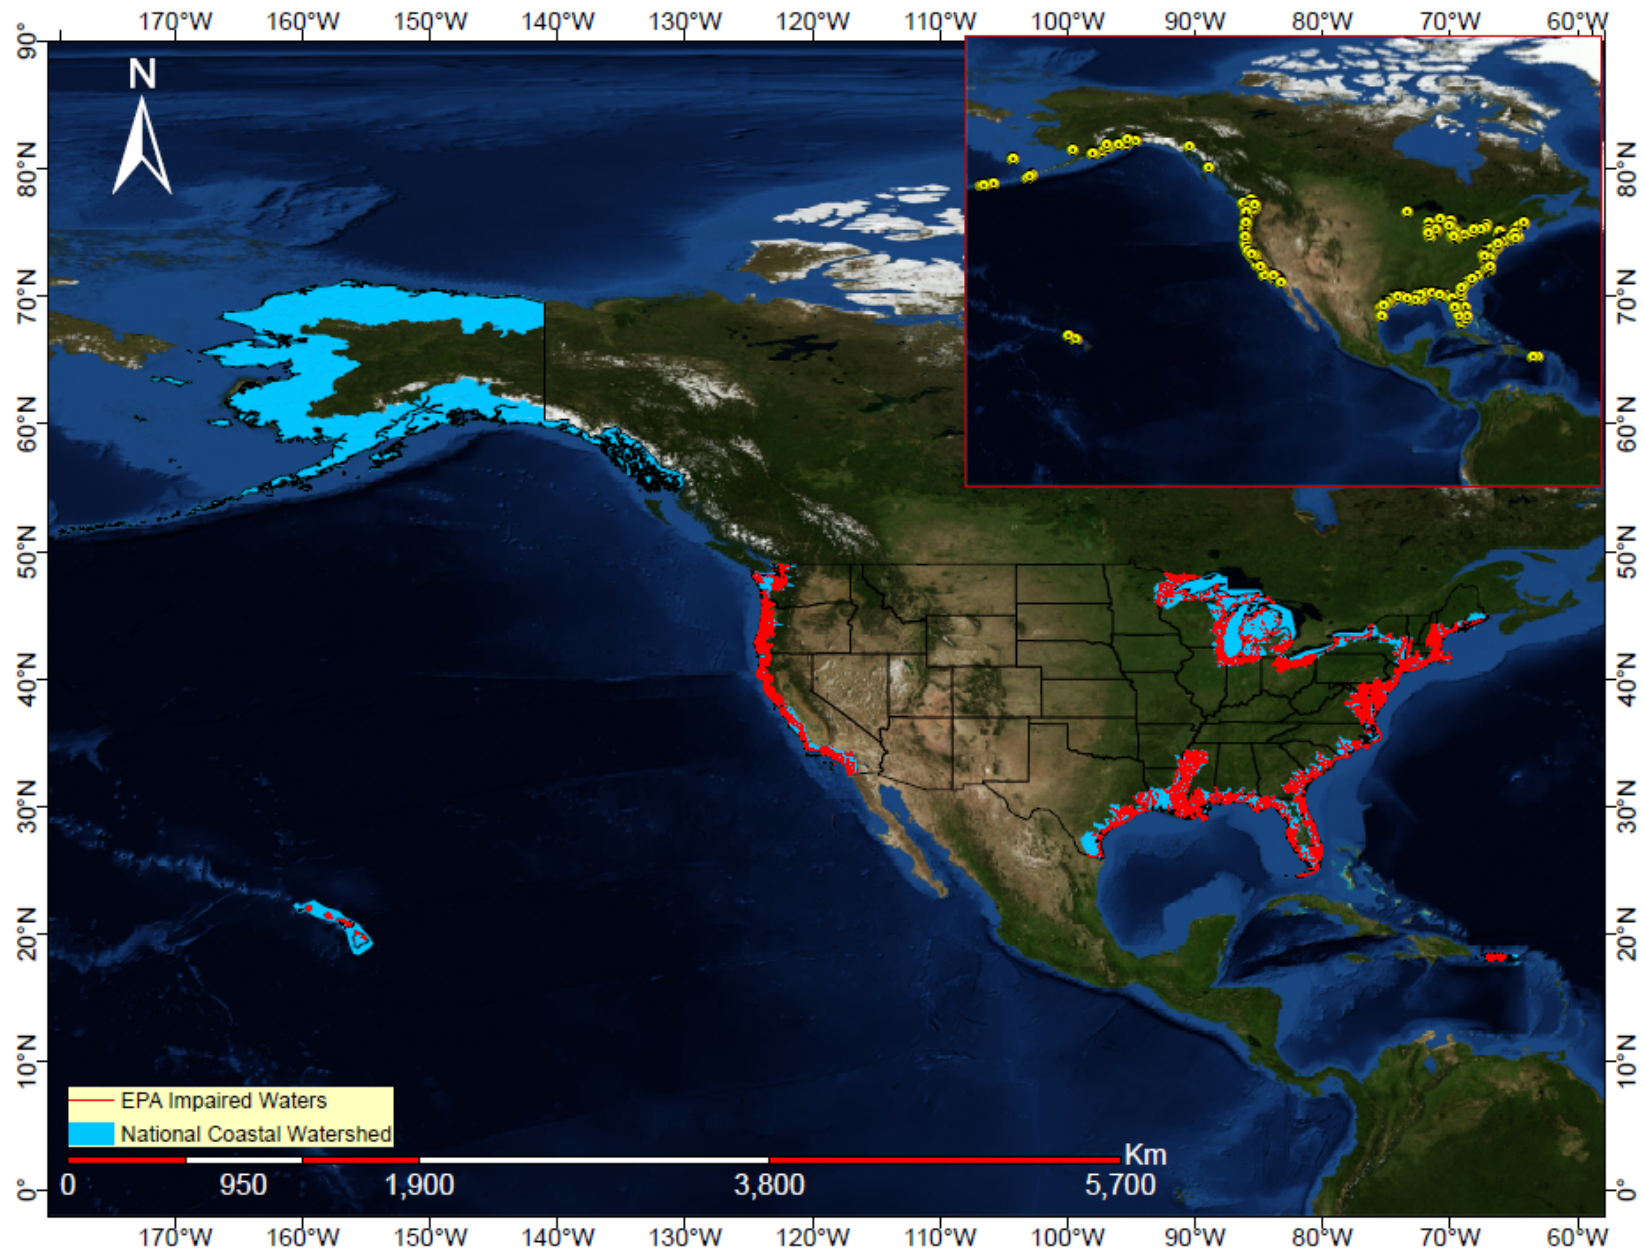 170°W 160°W 150°W 140°W 130°W 120°W 110°W 100°W 90°W 80°W 70°W 60°W
90°
N
80°N 80°N
70°N 70°N
60°N 60°N
50°N 50°N
40°N 40°N
30°N 30°N
20°N 20°N
10°N 10°N
EPA Impaired Waters
National Coastal Watershed
Km
0 950 1,900 3,800 5,700
0° 0°
170°W 160°W 150°W 140°W 130°W 120°W 110°W 100°W 90°W 80°W 70°W 60°W